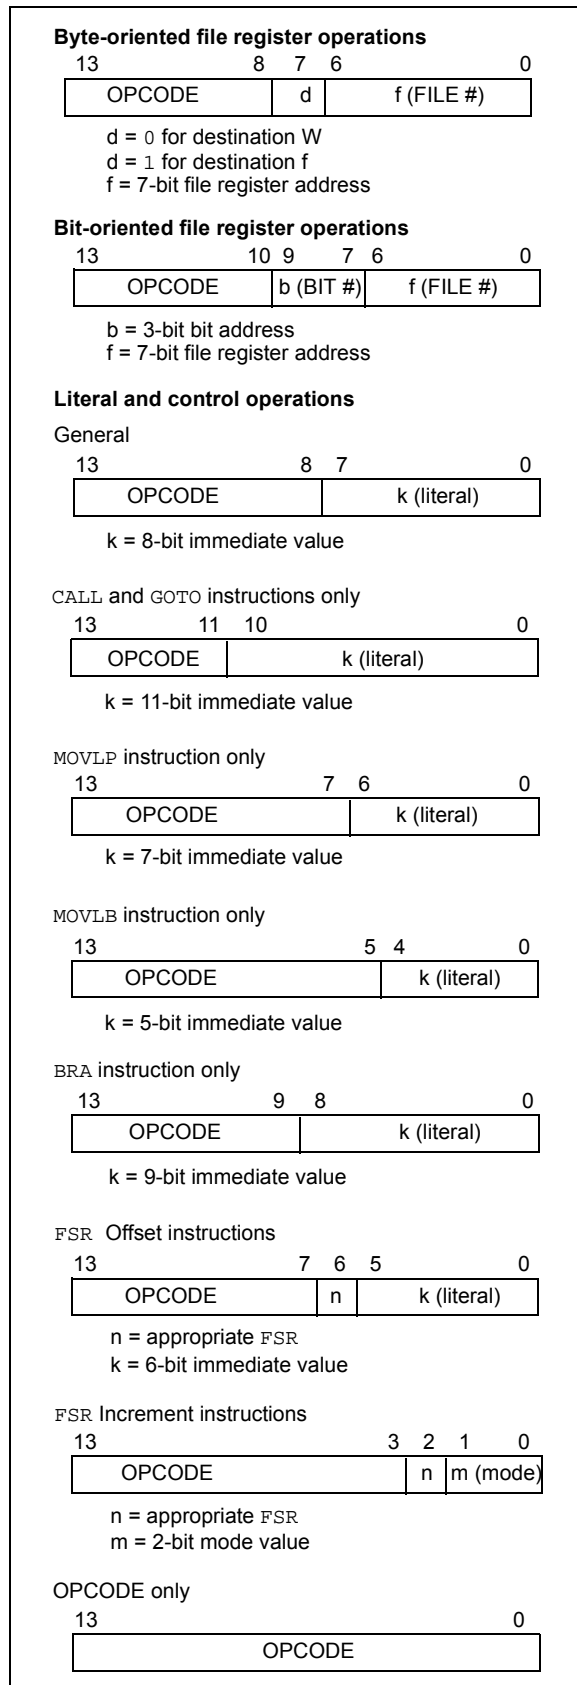 Byte-oriented file register operations
13 8 7 6 0
OPCODE d f (FILE #)
d = 0 for destination W
d = 1 for destination f
f = 7-bit file register address
Bit-oriented file register operations
13 10 9 7 6 0
OPCODE b (BIT #) f (FILE #)
b = 3-bit bit address
f = 7-bit file register address
Literal and control operations
General
13 8 7 0
OPCODE k (literal)
k = 8-bit immediate value
CALL and GOTO instructions only
13 11 10 0
OPCODE k (literal)
k = 11-bit immediate value
MOVLP instruction only
13 7 6 0
OPCODE k (literal)
k = 7-bit immediate value
MOVLB instruction only
13 5 4 0
OPCODE k (literal)
k = 5-bit immediate value
BRA instruction only
13 9 8 0
OPCODE k (literal)
k = 9-bit immediate value
FSR Offset instructions
13 7 6 5 0
OPCODE n k (literal)
n = appropriate FSR
k = 6-bit immediate value
FSR Increment instructions
13 3 2 1 0
OPCODE n m (mode)
n = appropriate FSR
m = 2-bit mode value
OPCODE only
13 0
OPCODE